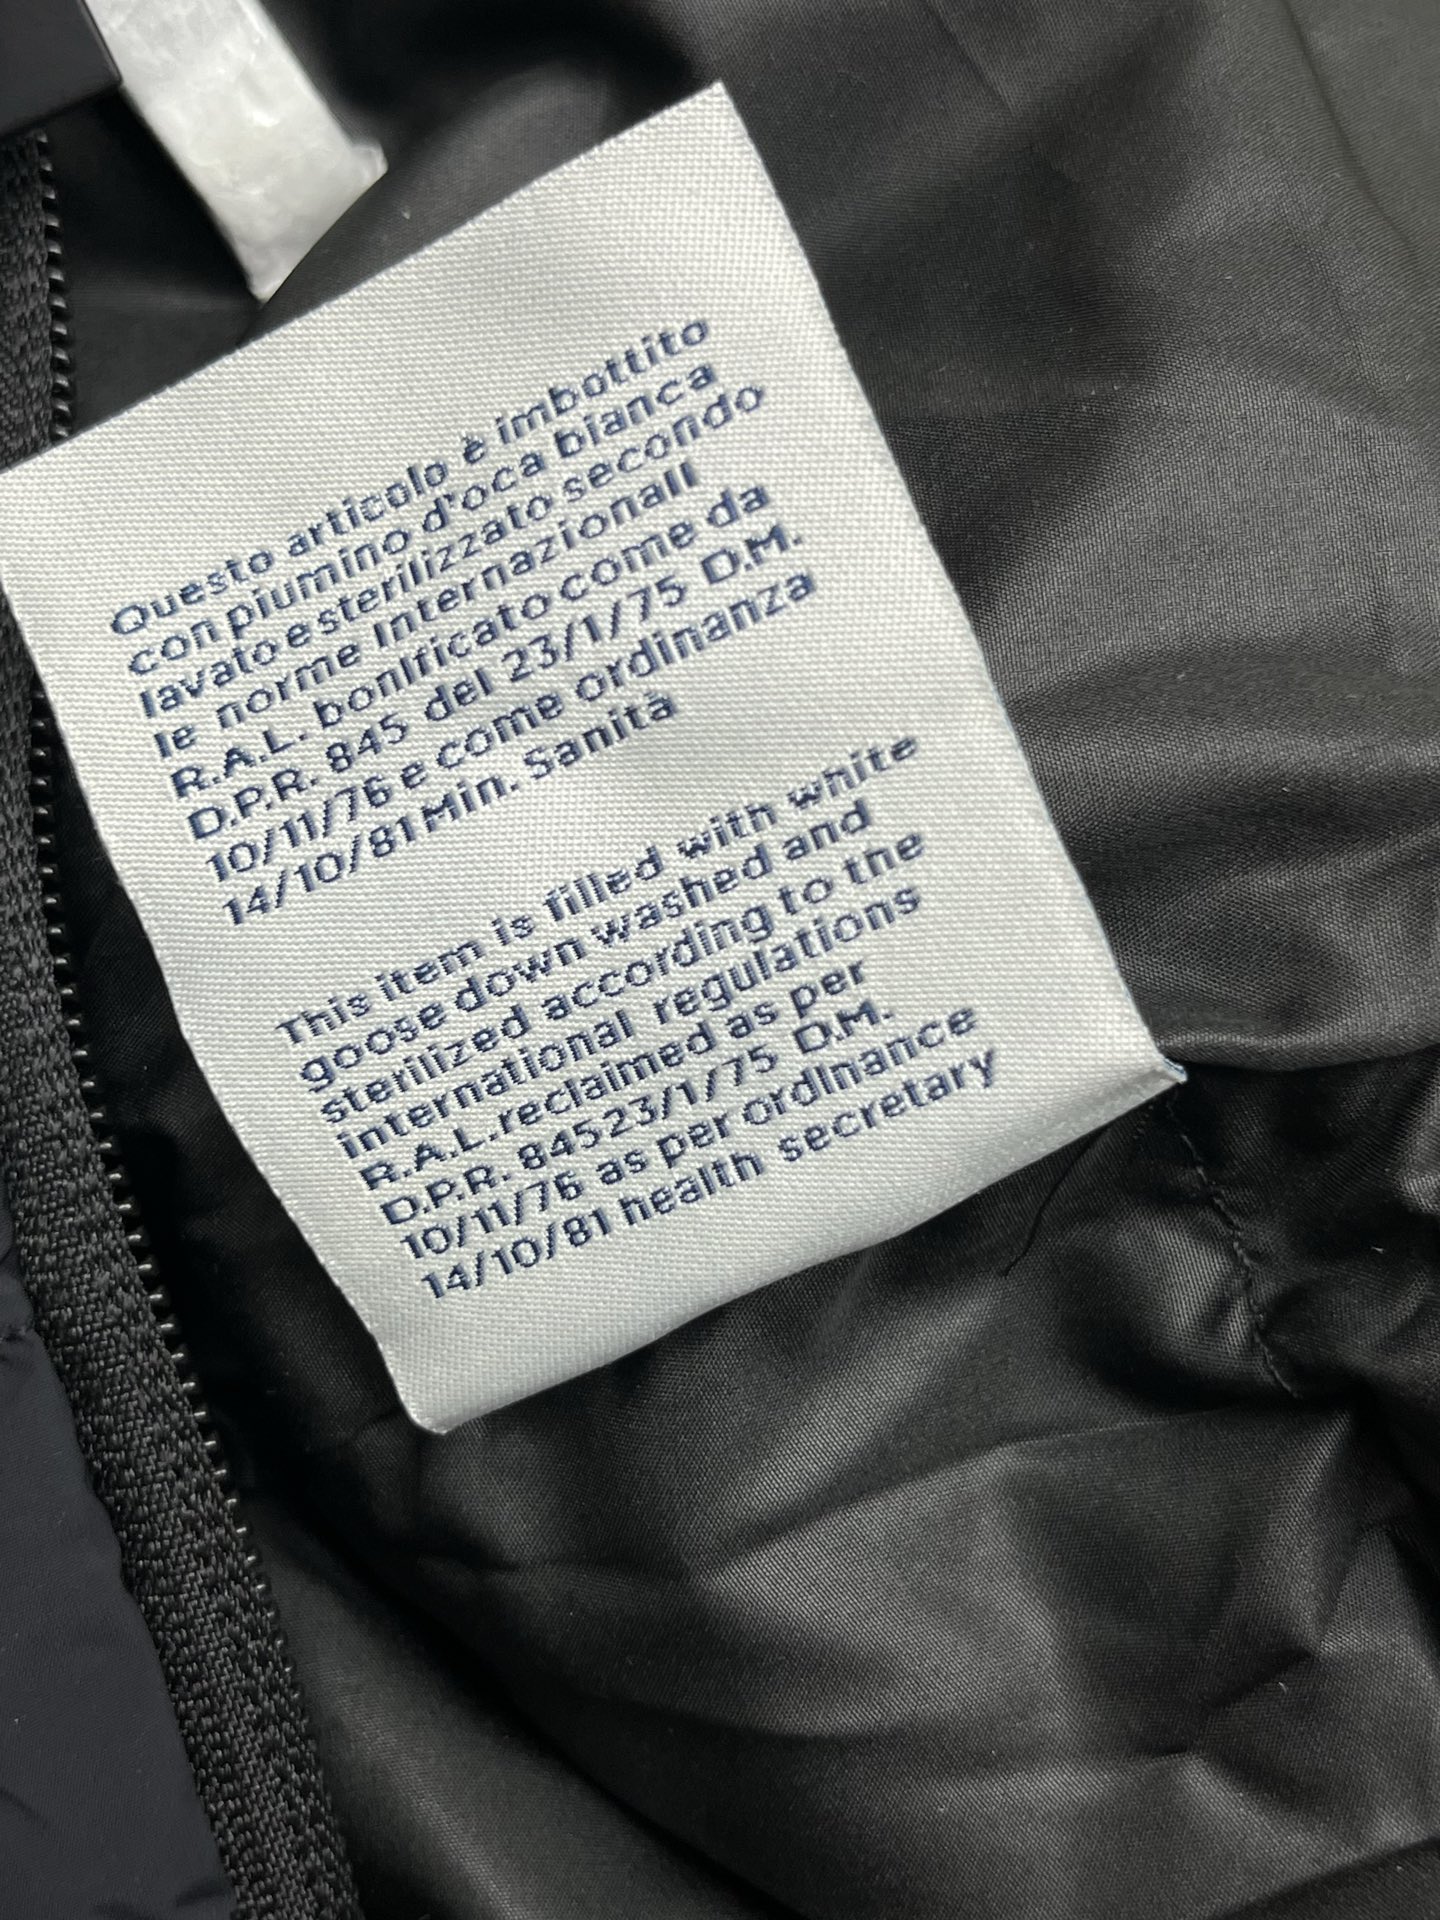 Questo articolo è imbottito
con piumino d'oca bianca
lavato e sterilizzato secondo
le norme Internazionali
R.A.L. bonificato come da
D.P.R. 845 del 23/1/75 D.M.
10/11/76 e come ordinanza
14/10/81 Min. Sanità
This item is filled with white
goose down washed and
sterilized according to the
international regulations
R.A.L. reclaimed as per
D.P.R. 84523/1/75 D.M.
10/11/76 as per ordinance
14/10/81 health secretary